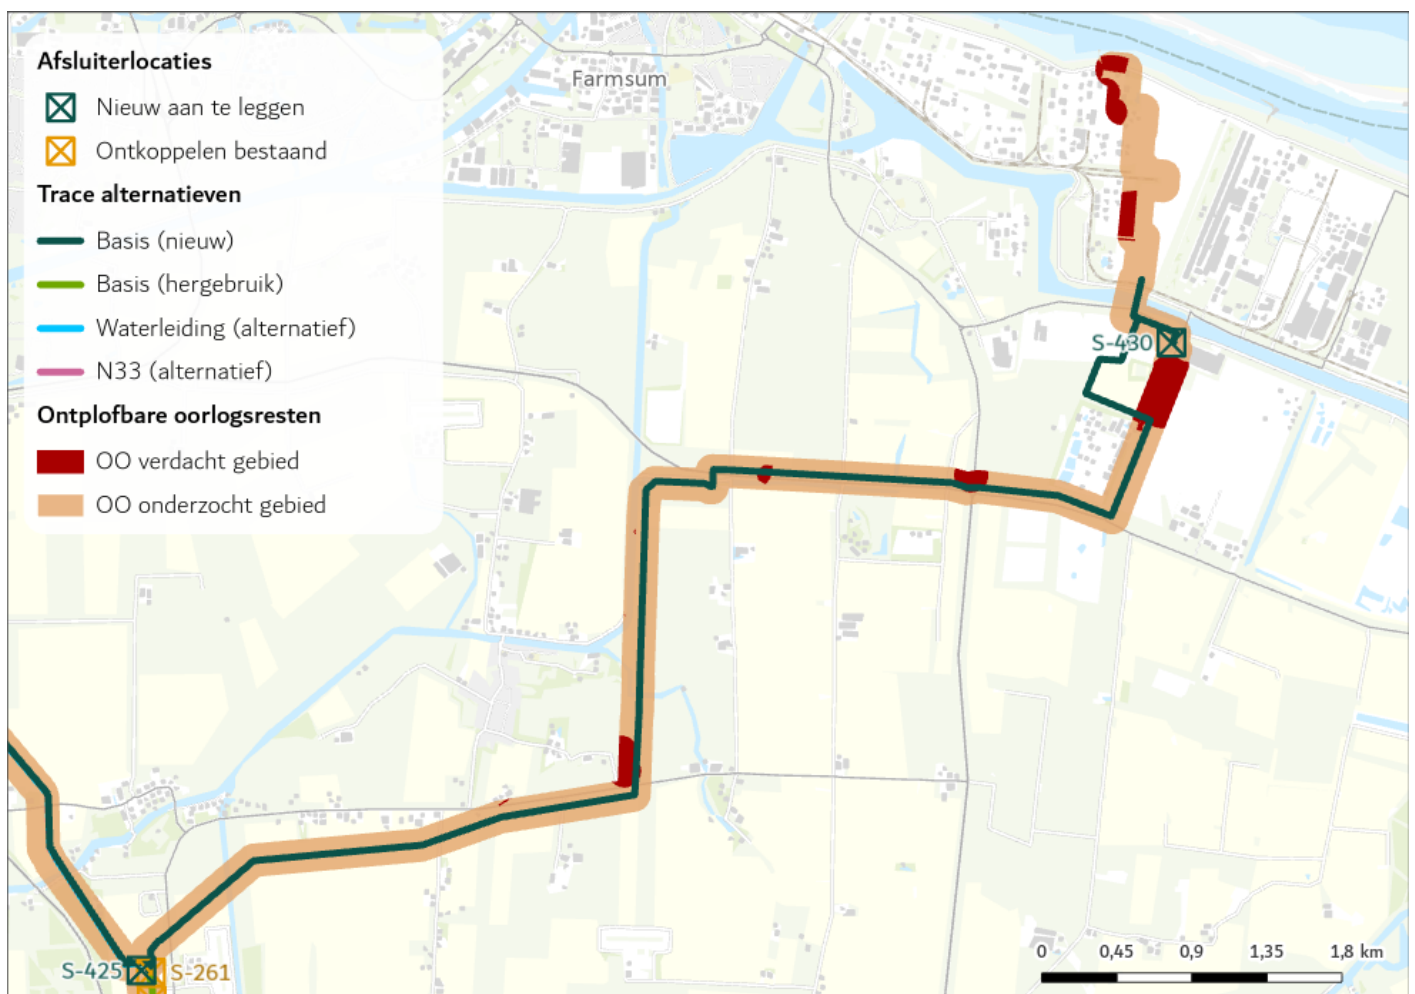 Afsluiterlocaties
Nieuw aan te leggen
Ontkoppelen bestaand
Trace alternatieven
Basis (nieuw)
Basis (hergebruik)
Waterleiding (alternatief)
N33 (alternatief)
Ontplofbare oorlogsresten
OO verdacht gebied
OO onderzocht gebied
Farmsum
S-430
S-425
S-261
0 0,45 0,9 1,35 1,8 km